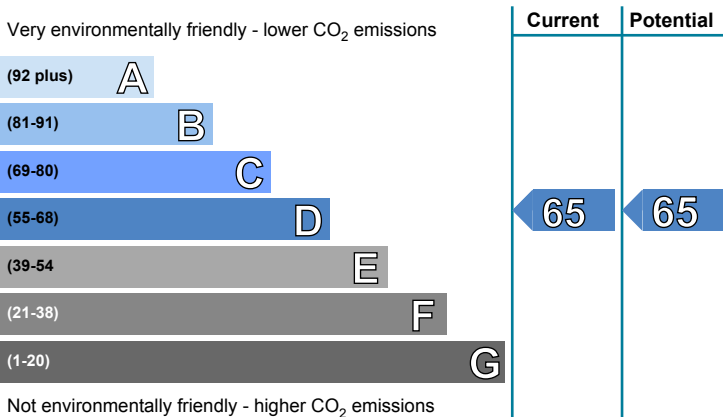 Current Potential
Very environmentally friendly - lower CO2 emissions
(92 plus) A
(81-91) B
(69-80) C
(55-68) D 65 65
(39-54 E
(21-38) F
(1-20) G
Not environmentally friendly - higher CO2 emissions